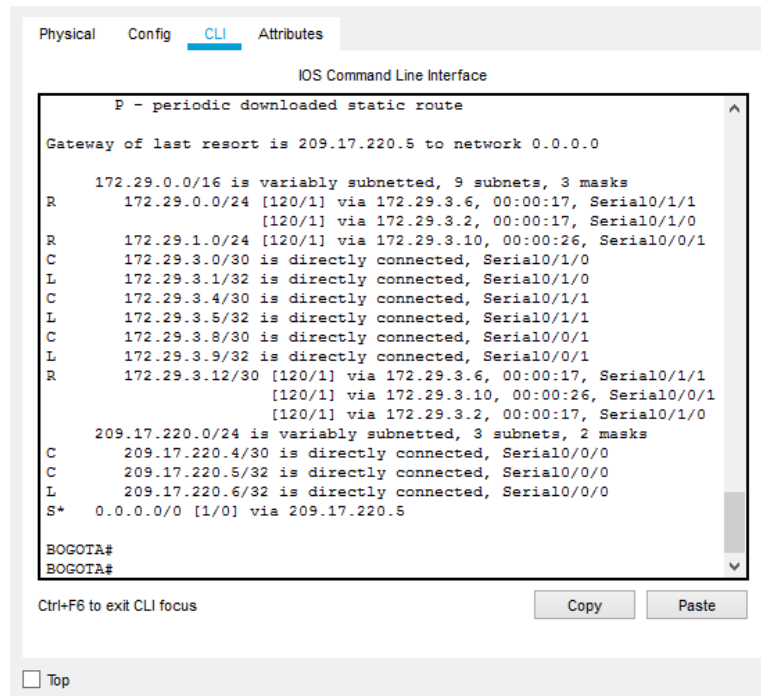 Physical Config CLI Attributes
IOS Command Line Interface
P - periodic downloaded static route
Gateway of last resort is 209.17.220.5 to network 0.0.0.0
172.29.0.0/16 is variably subnetted, 9 subnets, 3 masks
R 172.29.0.0/24 [120/1] via 172.29.3.6, 00:00:17, Serial0/1/1
[120/1] via 172.29.3.2, 00:00:17, Serial0/1/0
R 172.29.1.0/24 [120/1] via 172.29.3.10, 00:00:26, Serial0/0/1
C 172.29.3.0/30 is directly connected, Serial0/1/0
L 172.29.3.1/32 is directly connected, Serial0/1/0
C 172.29.3.4/30 is directly connected, Serial0/1/1
L 172.29.3.5/32 is directly connected, Serial0/1/1
C 172.29.3.8/30 is directly connected, Serial0/0/1
L 172.29.3.9/32 is directly connected, Serial0/0/1
R 172.29.3.12/30 [120/1] via 172.29.3.6, 00:00:17, Serial0/1/1
[120/1] via 172.29.3.10, 00:00:26, Serial0/0/1
[120/1] via 172.29.3.2, 00:00:17, Serial0/1/0
209.17.220.0/24 is variably subnetted, 3 subnets, 2 masks
C 209.17.220.4/30 is directly connected, Serial0/0/0
C 209.17.220.5/32 is directly connected, Serial0/0/0
L 209.17.220.6/32 is directly connected, Serial0/0/0
S* 0.0.0.0/0 [1/0] via 209.17.220.5
BOGOTA#
BOGOTA#
Ctrl+F6 to exit CLI focus Copy Paste
Top